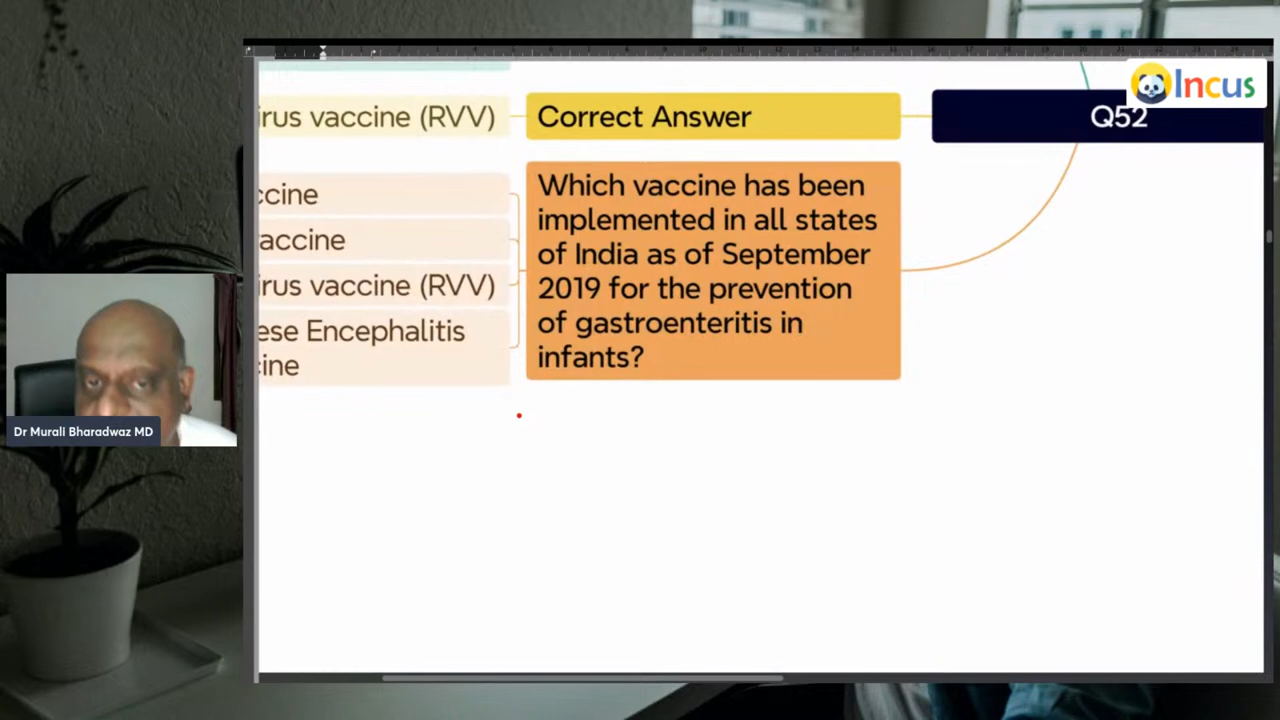 Incus
irus vaccine (RVV)
Correct Answer
Q52
ccine
accine
irus vaccine (RVV)
ese Encephalitis
cine
Which vaccine has been
implemented in all states
of India as of September
2019 for the prevention
of gastroenteritis in
infants?
Dr Murali Bharadwaz MD